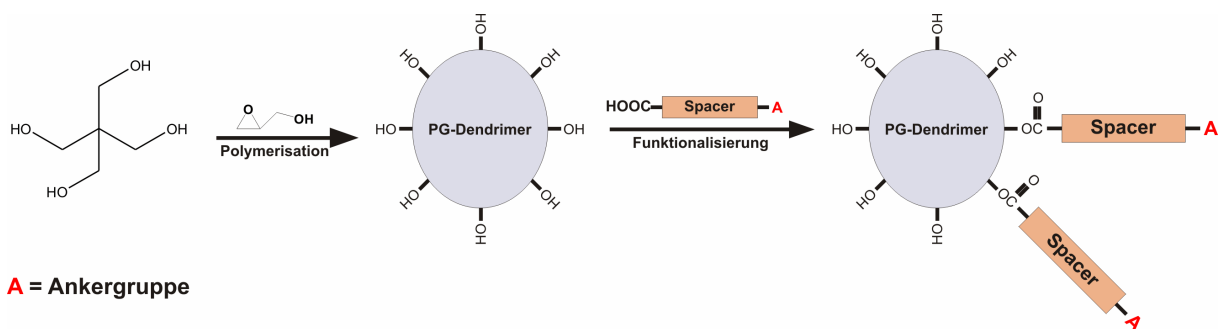 OH
HO
OH
HO
O
OH
Polymerisation
OH
HO
OH
HO
PG-Dendrimer
OH
HO
OH
OH
HOOC
Spacer
A
Funktionalisierung
OH
HO
OH
HO
PG-Dendrimer
O
OC
Spacer
A
HO
OH
O
OC
Spacer
A
A = Ankergruppe